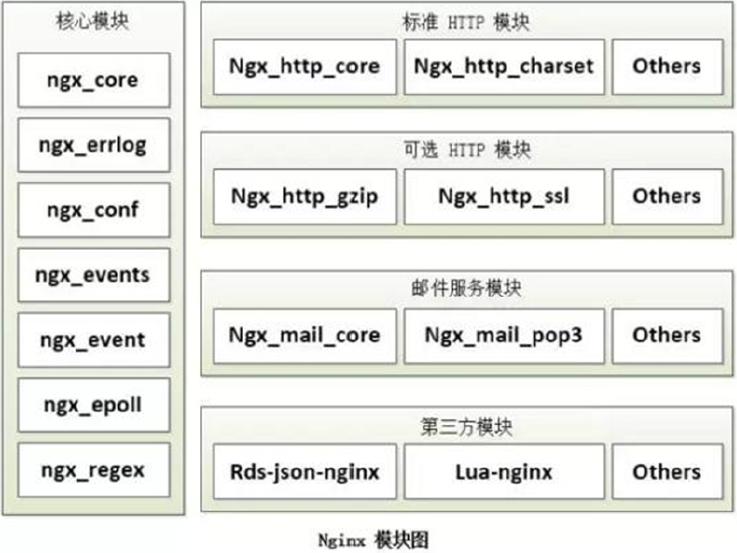 核心模块
ngx_core
ngx_errlog
ngx_conf
ngx_events
ngx_event
ngx_epoll
ngx_regex
标准 HTTP 模块
Ngx_http_core
Ngx_http_charset
Others
可选 HTTP 模块
Ngx_http_gzip
Ngx_http_ssl
Others
邮件服务模块
Ngx_mail_core
Ngx_mail_pop3
Others
第三方模块
Rds-json-nginx
Lua-nginx
Others
Nginx 模块图